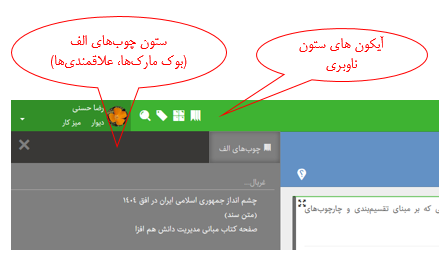 ستون چوب‌های الف
(بوک مارک‌ها، علاقمندی‌ها)
آیکون های ستون
ناوبری
رضا حسنی
دیوار میز کار
چوب‌های الف
غربال...
چشم انداز جمهوری اسلامی ایران در افق ۱۴۰۴
(متن سند)
صفحه کتاب مبانی مدیریت دانش هم افزا
ی که بر مبنای تقسیم‌بندی و چارچوب‌های